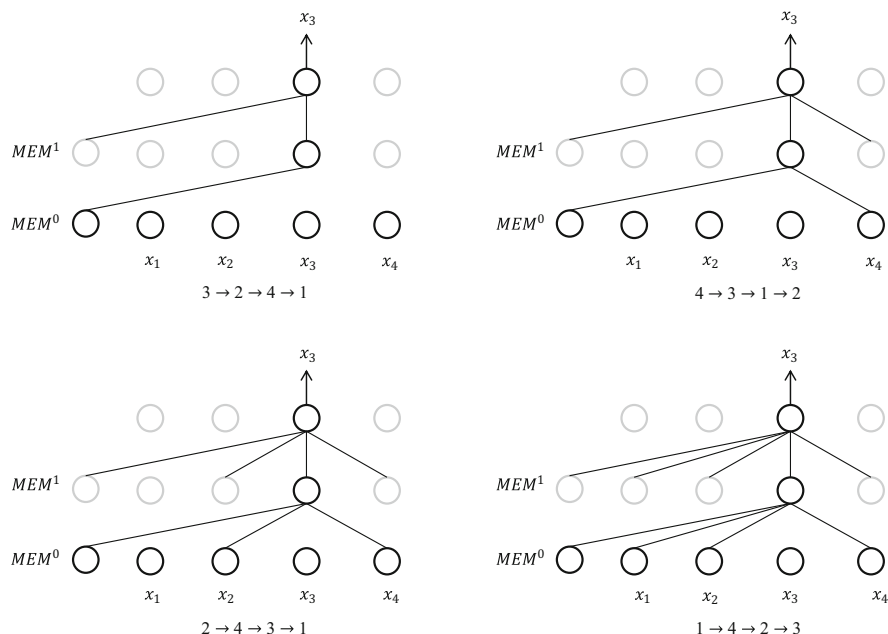 x₃ x₃
MEM¹ MEM¹
MEM⁰ MEM⁰
x₁ x₂ x₃ x₄ x₁ x₂ x₃ x₄
3 → 2 → 4 → 1 4 → 3 → 1 → 2
x₃ x₃
MEM¹ MEM¹
MEM⁰ MEM⁰
x₁ x₂ x₃ x₄ x₁ x₂ x₃ x₄
2 → 4 → 3 → 1 1 → 4 → 2 → 3